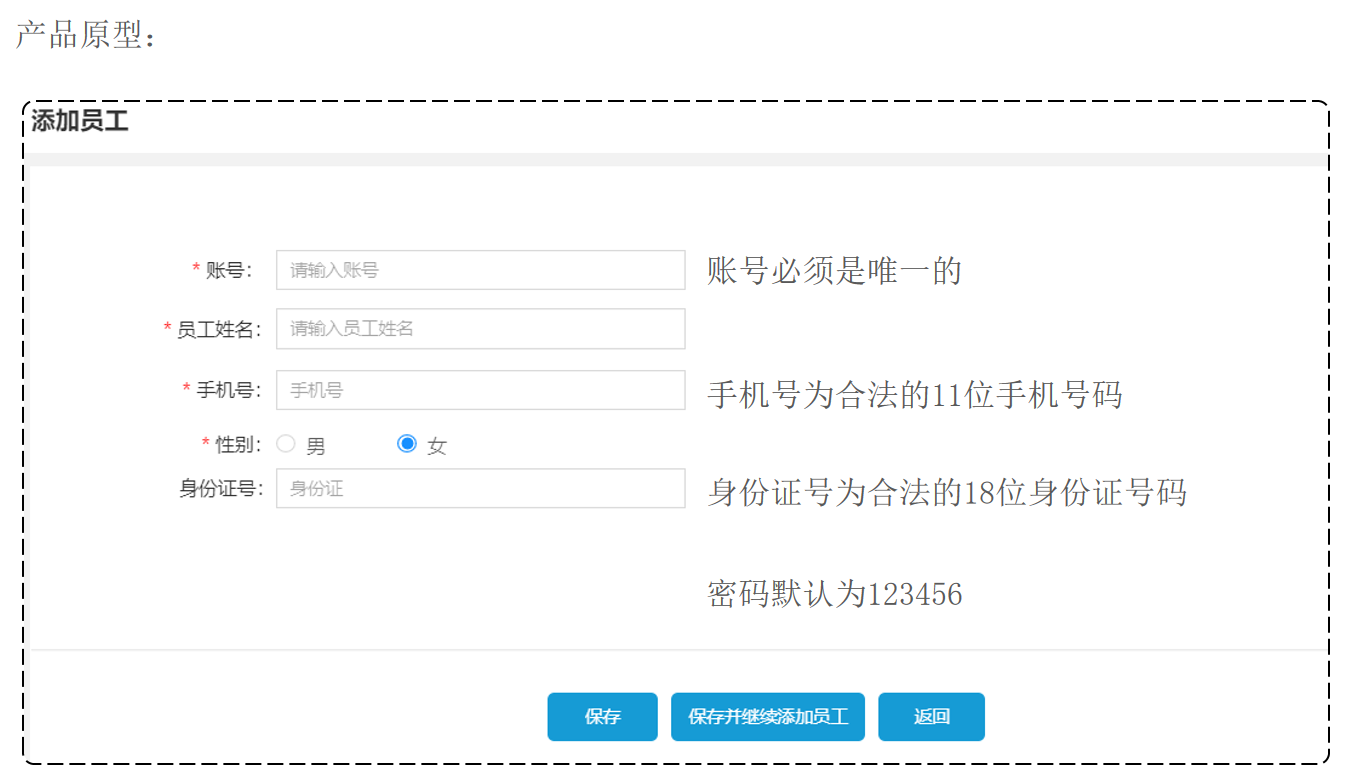 产品原型：
添加员工
* 账号： 请输入账号 账号必须是唯一的
* 员工姓名： 请输入员工姓名
* 手机号： 手机号 手机号为合法的11位手机号码
* 性别： 男 女
身份证号： 身份证 身份证号为合法的18位身份证号码
密码默认为123456
保存 保存并继续添加员工 返回